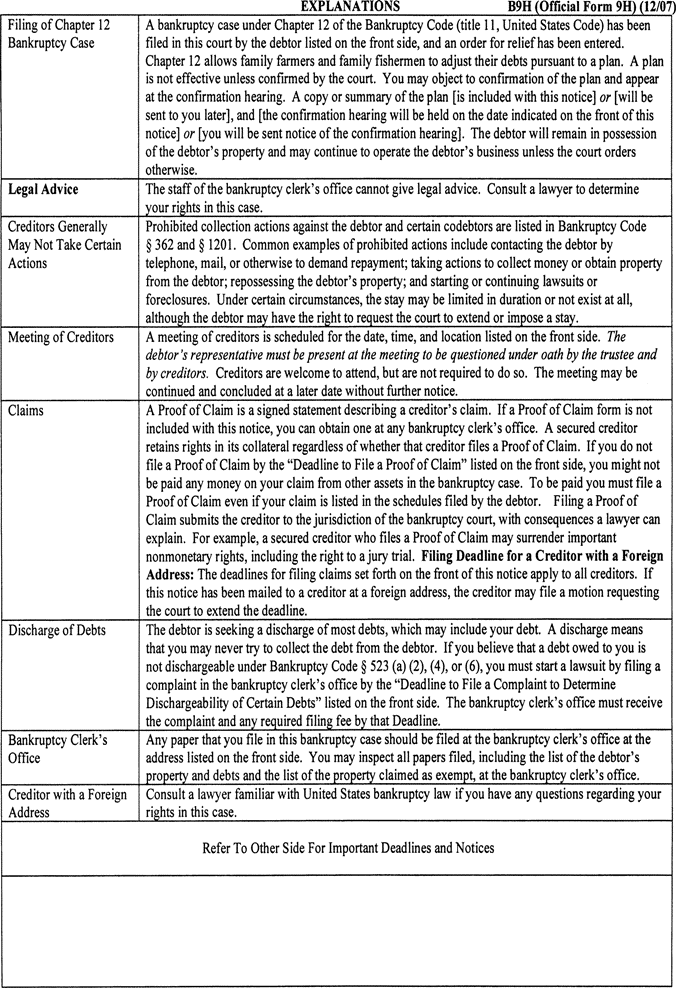 EXPLANATIONS B9H (Official Form 9H) (12/07)
Filing of Chapter 12
Bankruptcy Case
A bankruptcy case under Chapter 12 of the Bankruptcy Code (title 11, United States Code) has been
filed in this court by the debtor listed on the front side, and an order for relief has been entered.
Chapter 12 allows family farmers and family fishermen to adjust their debts pursuant to a plan. A plan
is not effective unless confirmed by the court. You may object to confirmation of the plan and appear
at the confirmation hearing. A copy or summary of the plan [is included with this notice] or [will be
sent to you later], and [the confirmation hearing will be held on the date indicated on the front of this
notice] or [you will be sent notice of the confirmation hearing]. The debtor will remain in possession
of the debtor's property and may continue to operate the debtor's business unless the court orders
otherwise.
Legal Advice
The staff of the bankruptcy clerk's office cannot give legal advice. Consult a lawyer to determine
your rights in this case.
Creditors Generally
May Not Take Certain
Actions
Prohibited collection actions against the debtor and certain codebtors are listed in Bankruptcy Code
§ 362 and § 1201. Common examples of prohibited actions include contacting the debtor by
telephone, mail, or otherwise to demand repayment; taking actions to collect money or obtain property
from the debtor; repossessing the debtor's property; and starting or continuing lawsuits or
foreclosures. Under certain circumstances, the stay may be limited in duration or not exist at all,
although the debtor may have the right to request the court to extend or impose a stay.
Meeting of Creditors
A meeting of creditors is scheduled for the date, time, and location listed on the front side. The
debtor's representative must be present at the meeting to be questioned under oath by the trustee and
by creditors. Creditors are welcome to attend, but are not required to do so. The meeting may be
continued and concluded at a later date without further notice.
Claims
A Proof of Claim is a signed statement describing a creditor's claim. If a Proof of Claim form is not
included with this notice, you can obtain one at any bankruptcy clerk's office. A secured creditor
retains rights in its collateral regardless of whether that creditor files a Proof of Claim. If you do not
file a Proof of Claim by the "Deadline to File a Proof of Claim" listed on the front side, you might not
be paid any money on your claim from other assets in the bankruptcy case. To be paid you must file a
Proof of Claim even if your claim is listed in the schedules filed by the debtor. Filing a Proof of
Claim submits the creditor to the jurisdiction of the bankruptcy court, with consequences a lawyer can
explain. For example, a secured creditor who files a Proof of Claim may surrender important
nonmonetary rights, including the right to a jury trial. Filing Deadline for a Creditor with a Foreign
Address: The deadlines for filing claims set forth on the front of this notice apply to all creditors. If
this notice has been mailed to a creditor at a foreign address, the creditor may file a motion requesting
the court to extend the deadline.
Discharge of Debts
The debtor is seeking a discharge of most debts, which may include your debt. A discharge means
that you may never try to collect the debt from the debtor. If you believe that a debt owed to you is
not dischargeable under Bankruptcy Code § 523 (a) (2), (4), or (6), you must start a lawsuit by filing a
complaint in the bankruptcy clerk's office by the "Deadline to File a Complaint to Determine
Dischargeability of Certain Debts" listed on the front side. The bankruptcy clerk's office must receive
the complaint and any required filing fee by that Deadline.
Bankruptcy Clerk's
Office
Any paper that you file in this bankruptcy case should be filed at the bankruptcy clerk's office at the
address listed on the front side. You may inspect all papers filed, including the list of the debtor's
property and debts and the list of the property claimed as exempt, at the bankruptcy clerk's office.
Creditor with a Foreign
Address
Consult a lawyer familiar with United States bankruptcy law if you have any questions regarding your
rights in this case.
Refer To Other Side For Important Deadlines and Notices